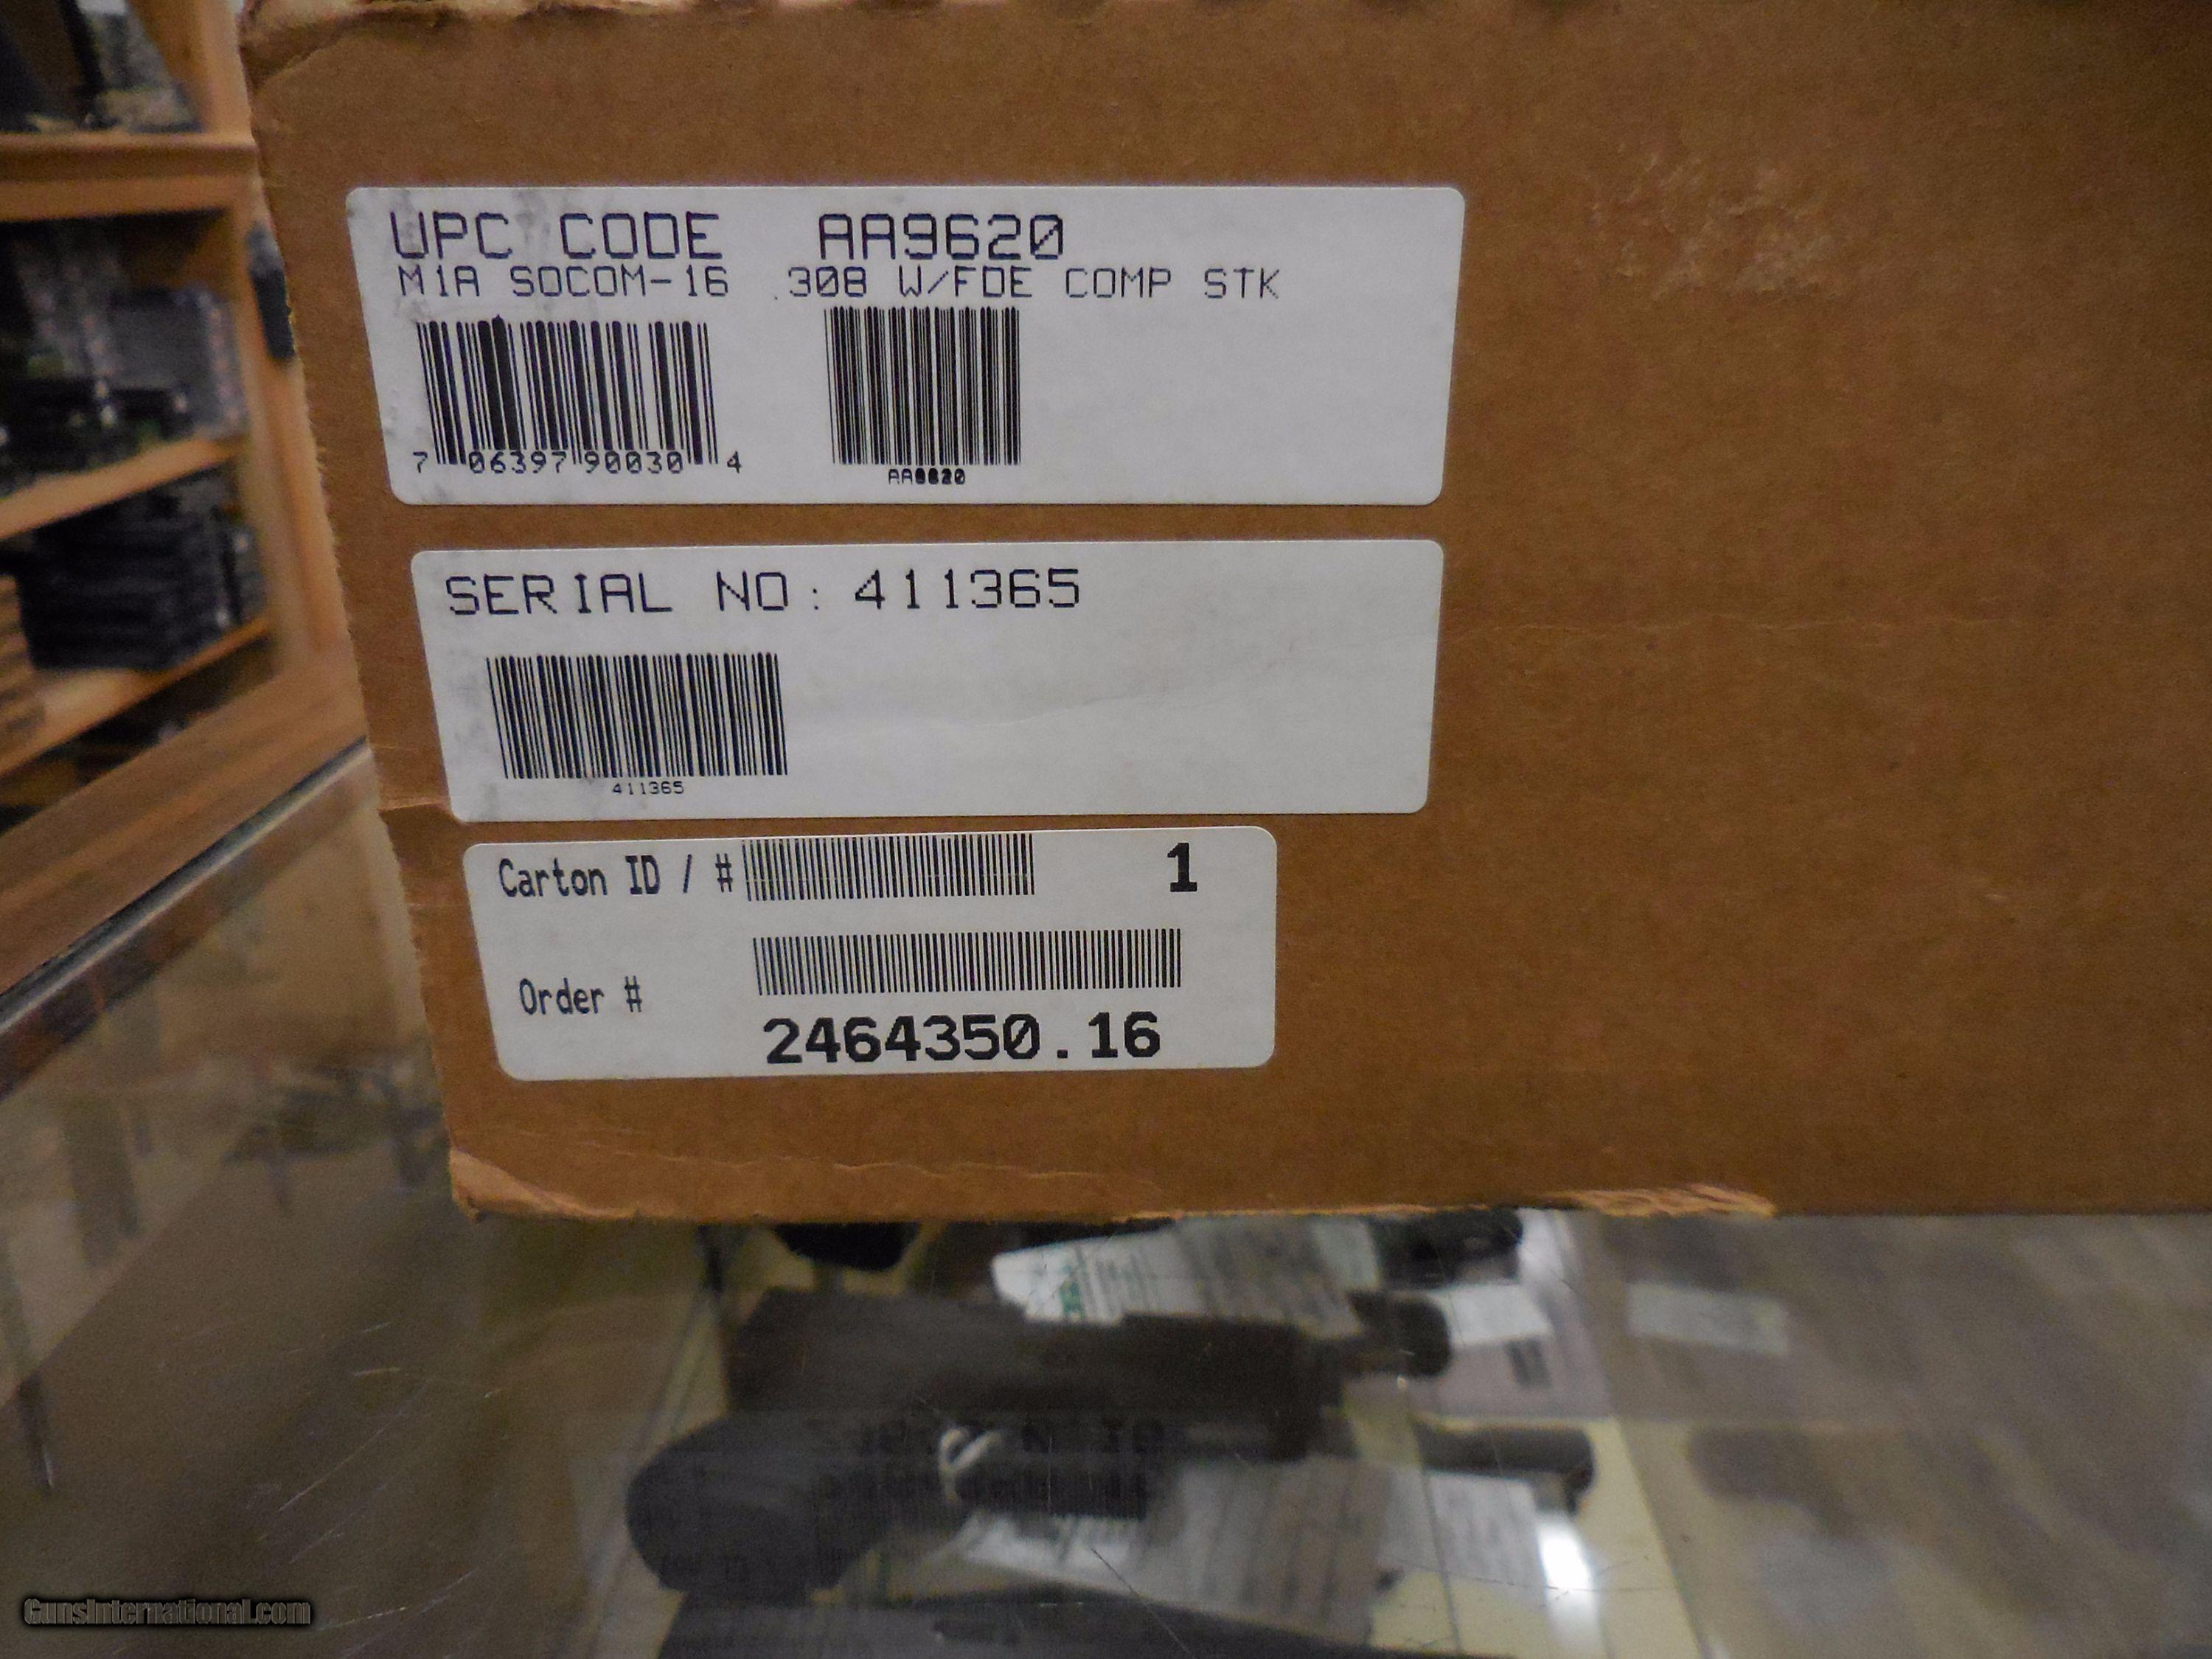 UPC CODE AA9620
M1A SOCOM-16 .308 W/FDE COMP STK
7 06397 90030 4
AA9620
SERIAL NO: 411365
411365
Carton ID / # 1
Order #
2464350.16
GunsInternational.com